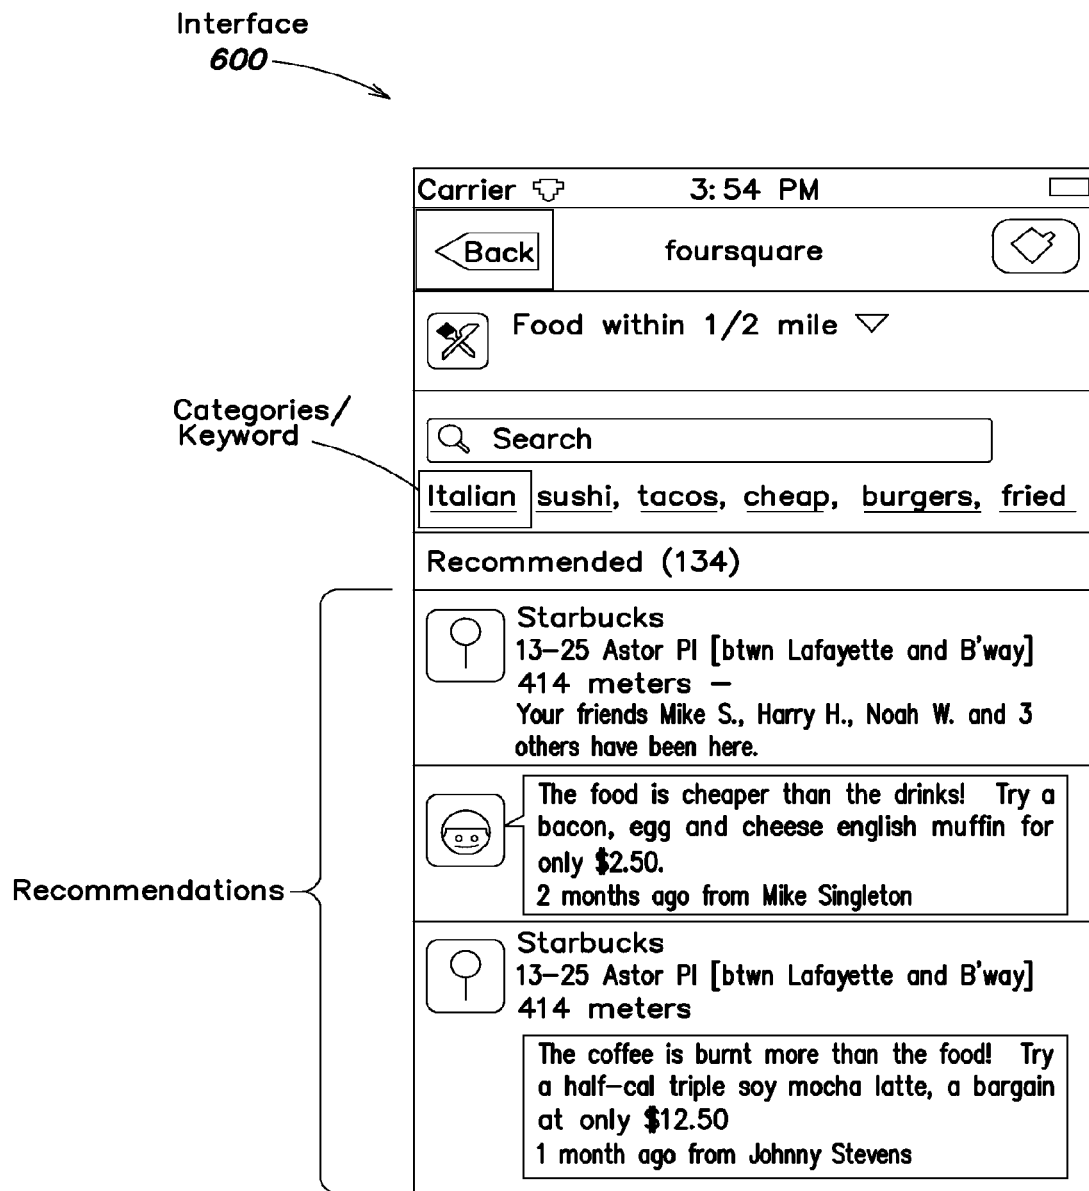 Interface
600
Carrier 3:54 PM
Back foursquare
Food within 1/2 mile
Categories/
Keyword
Search
Italian sushi, tacos, cheap, burgers, fried
Recommended (134)
Starbucks
13-25 Astor Pl [btwn Lafayette and B'way]
414 meters –
Your friends Mike S., Harry H., Noah W. and 3
others have been here.
The food is cheaper than the drinks! Try a
bacon, egg and cheese english muffin for
only $2.50.
2 months ago from Mike Singleton
Recommendations
Starbucks
13-25 Astor Pl [btwn Lafayette and B'way]
414 meters
The coffee is burnt more than the food! Try
a half-cal triple soy mocha latte, a bargain
at only $12.50
1 month ago from Johnny Stevens